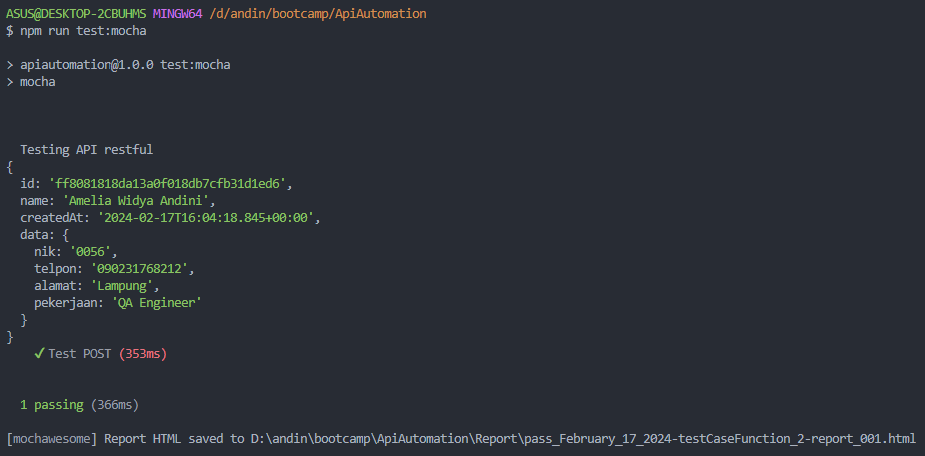 ASUS@DESKTOP-2CBUHMS MINGW64 /d/andin/bootcamp/ApiAutomation
$ npm run test:mocha
> apiautomation@1.0.0 test:mocha
> mocha
Testing API restful
{
id: 'ff8081818da13a0f018db7cfb31d1ed6',
name: 'Amelia Widya Andini',
createdAt: '2024-02-17T16:04:18.845+00:00',
data: {
nik: '0056',
telpon: '090231768212',
alamat: 'Lampung',
pekerjaan: 'QA Engineer'
}
}
✓ Test POST (353ms)
1 passing (366ms)
[mochawesome] Report HTML saved to D:\andin\bootcamp\ApiAutomation\Report\pass_February_17_2024-testCaseFunction_2-report_001.html